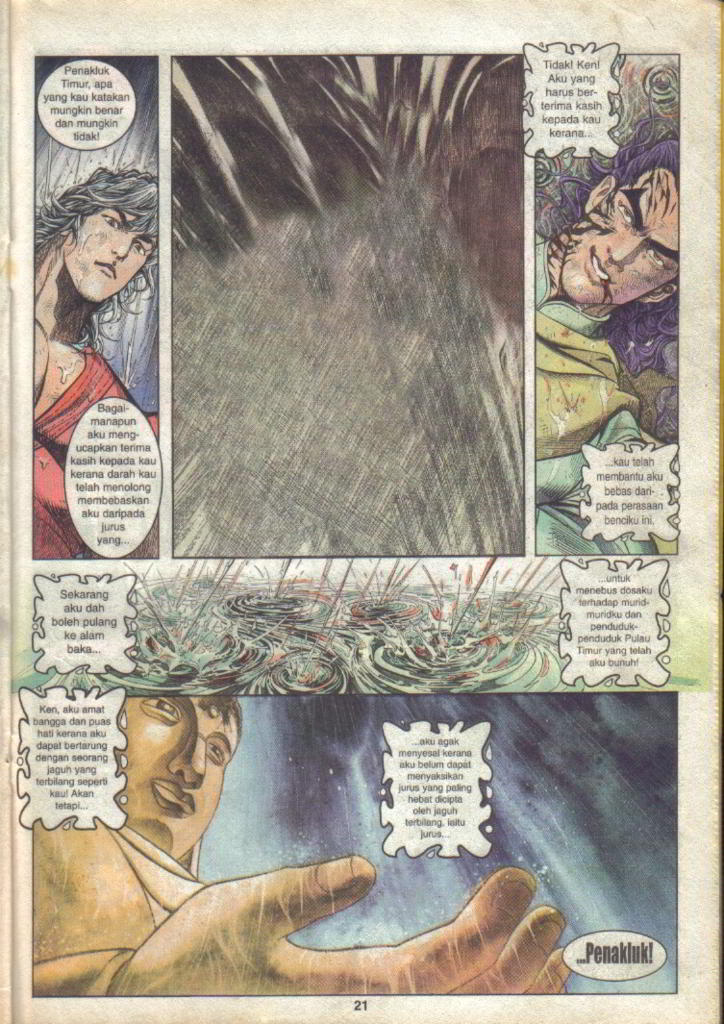 Penakluk
Timur, apa
yang kau katakan
mungkin benar
dan mungkin
tidak!
Bagai-
manapun
aku meng-
ucapkan terima
kasih kepada kau
kerana darah kau
telah menolong
membebaskan
aku daripada
jurus
yang...
Tidak! Ken!
Aku yang
harus ber-
terima kasih
kepada kau
kerana...
...kau telah
membantu aku
bebas dari-
pada perasaan
benciku ini.
Sekarang
aku dah
boleh pulang
ke alam
baka...
...untuk
menebus dosaku
terhadap murid-
muridku dan
penduduk-
penduduk Pulau
Timur yang telah
aku bunuh!
Ken, aku amat
bangga dan puas
hati kerana aku
dapat bertarung
dengan seorang
jaguh yang
terbilang seperti
kau! Akan
tetapi...
...aku agak
menyesal kerana
aku belum dapat
menyaksikan
jurus yang paling
hebat dicipta
oleh jaguh
terbilang, iaitu
jurus...
...Penakluk!
21